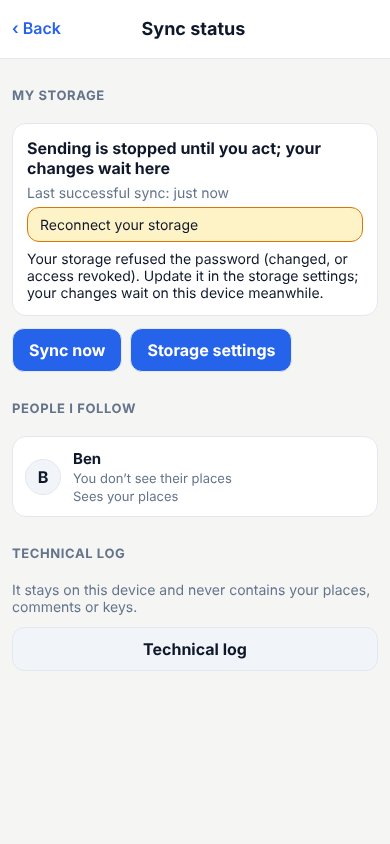 ‹ Back
Sync status
MY STORAGE
Sending is stopped until you act; your
changes wait here
Last successful sync: just now
Reconnect your storage
Your storage refused the password (changed, or
access revoked). Update it in the storage settings;
your changes wait on this device meanwhile.
Sync now
Storage settings
PEOPLE I FOLLOW
B
Ben
You don’t see their places
Sees your places
TECHNICAL LOG
It stays on this device and never contains your places,
comments or keys.
Technical log